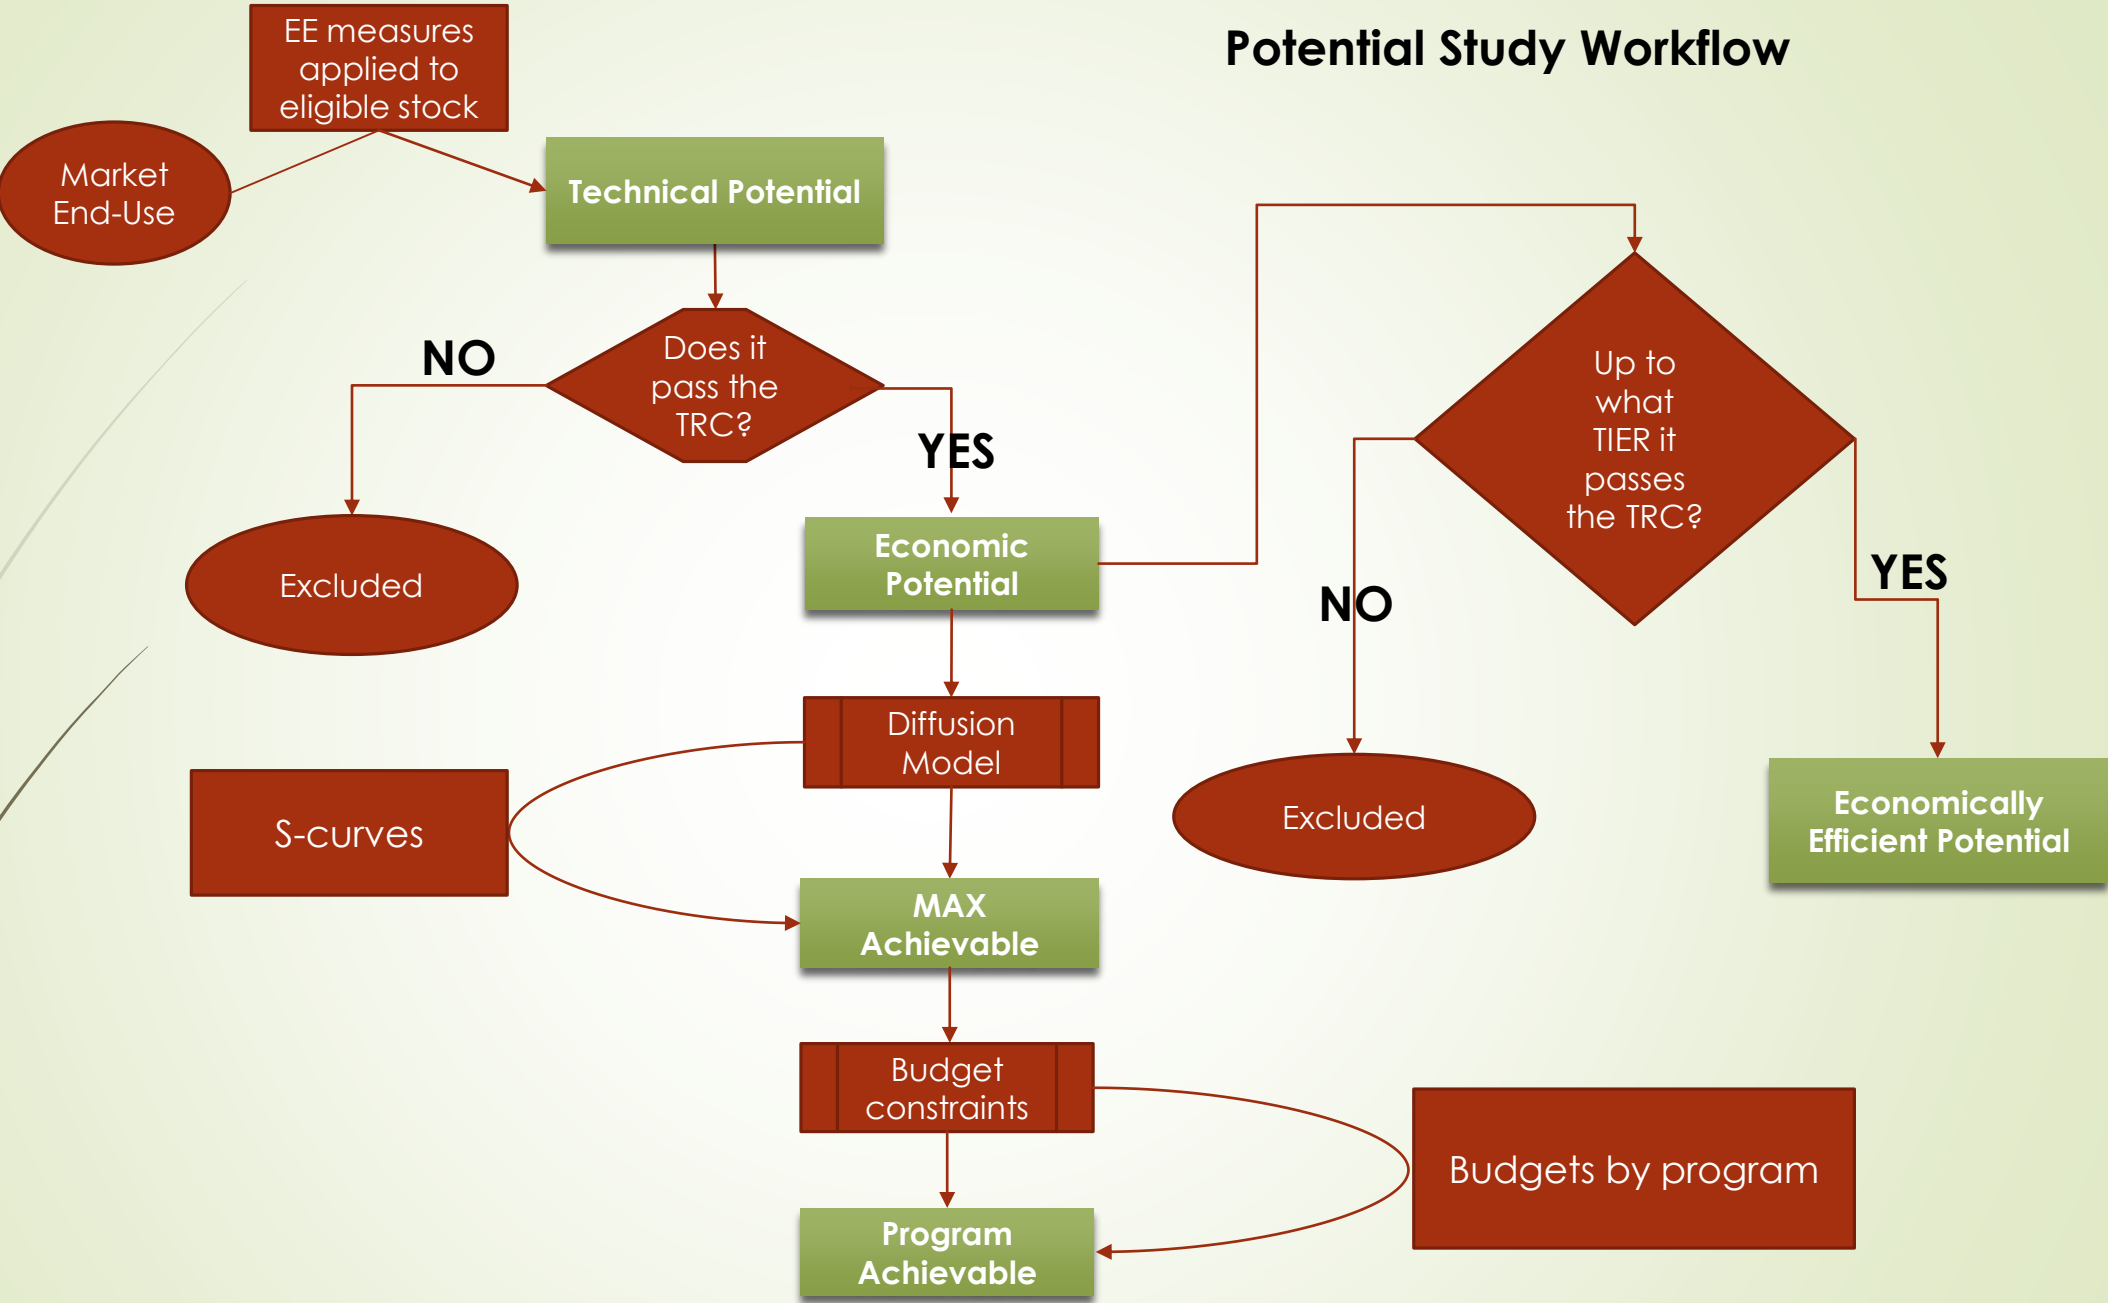 Potential Study Workflow
EE measures
applied to
eligible stock
Market
End-Use
Technical Potential
NO
Does it
pass the
TRC?
YES
Excluded
Economic
Potential
Up to
what
TIER it
passes
the TRC?
NO
YES
Diffusion
Model
S-curves
Excluded
Economically
Efficient Potential
MAX
Achievable
Budget
constraints
Budgets by program
Program
Achievable